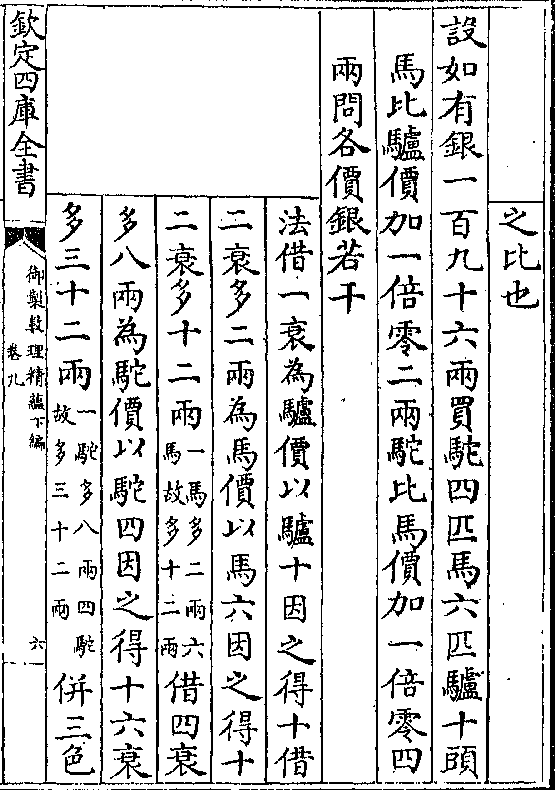 之比也
設如有銀一百九十六兩買駝四匹馬六匹驢十頭
馬比驢價加一倍零二兩駝比馬價加一倍零四
兩問各價銀若干
法借一衰為驢價以驢十因之得十借
二衰多二兩為馬價以馬六因之得十
二衰多十二兩一馬多二兩六馬故多十二兩借四衰
多八兩為駝價以駝四因之得十六衰
多三十二兩一駝多八兩四駝故多三十二兩併三色
欽定四庫全書
御製數理精蘊下編
卷九
六